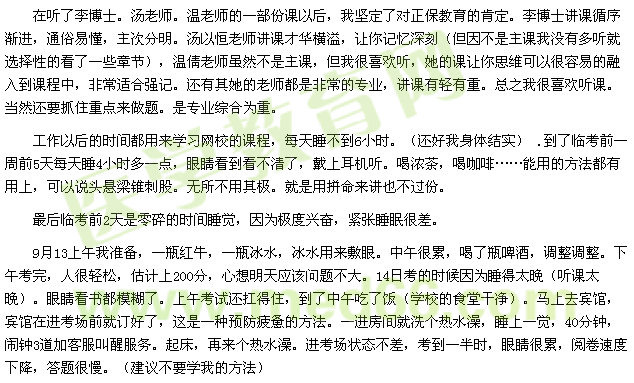 在听了李博士。汤老师。温老师的一部份课以后，我坚定了对正保教育的肯定。李博士讲课循序
渐进，通俗易懂，主次分明。汤以恒老师讲课才华横溢，让你记忆深刻（但因不是主课我没有多听就
选择性的看了一些章节），温倩老师虽然不是主课，但我很喜欢听，她的课让你思维可以很容易的融
入到课程中，非常适合强记。还有其她的老师都是非常的专业，讲课有轻有重。总之我很喜欢听课。
当然还要抓住重点来做题。是专业综合为重。
工作以后的时间都用来学习网校的课程，每天睡不到6小时。（还好我身体结实）.到了临考前一
周前5天每天睡4小时多一点，眼睛看到看不清了，戴上耳机听。喝浓茶，喝咖啡……能用的方法都有
用上，可以说头悬梁锥刺股。无所不用其极。就是用拼命来讲也不过份。
最后临考前2天是零碎的时间睡觉，因为极度兴奋，紧张睡眠很差。
9月13上午我准备，一瓶红牛，一瓶冰水，冰水用来敷眼。中午很累，喝了瓶啤酒，调整调整。下
午考完，人很轻松，估计上200分，心想明天应该问题不大。14日考的时候因为睡得太晚（听课太
晚）。眼睛看书都模糊了。上午考试还扛得住，到了中午吃了饭（学校的食堂干净）。马上去宾馆，
宾馆在进考场前就订好了，这是一种预防疲惫的方法。一进房间就洗个热水澡，睡上一觉，40分钟，
闹钟3道加客服叫醒服务。起床，再来个热水澡。进考场状态不差，考到一半时，眼睛很累，阅卷速度
下降，答题很慢。（建议不要学我的方法）
医学教育网
www.med66.com